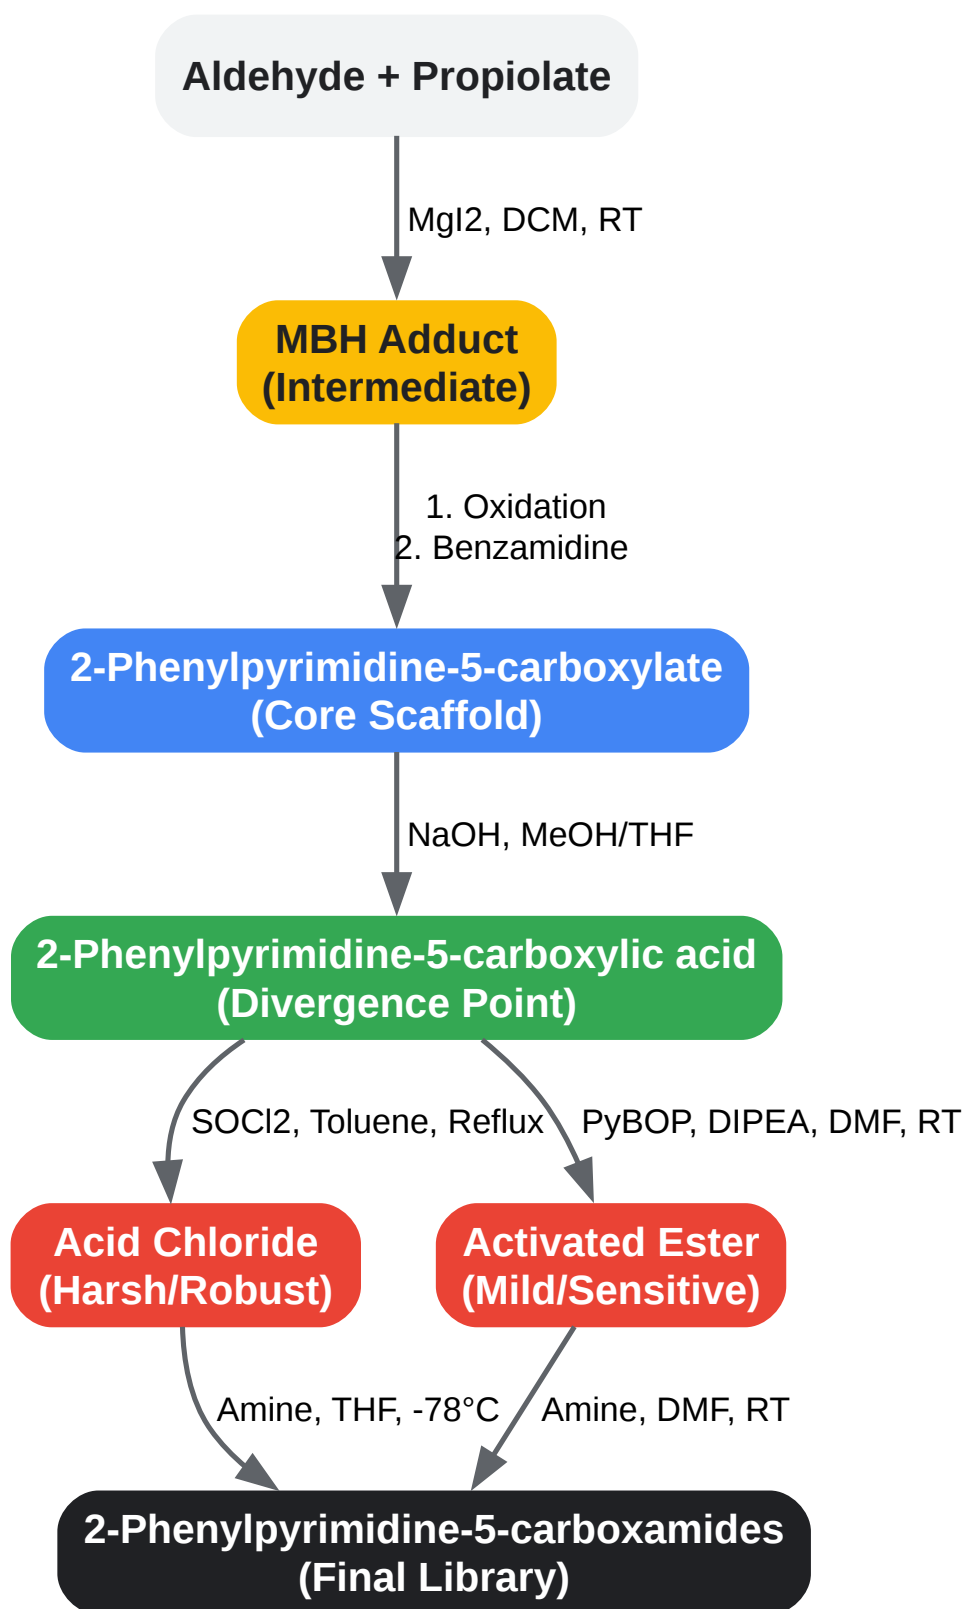 Aldehyde + Propiolate
MgI2, DCM, RT
MBH Adduct
(Intermediate)
1. Oxidation
2. Benzamidine
2-Phenylpyrimidine-5-carboxylate
(Core Scaffold)
NaOH, MeOH/THF
2-Phenylpyrimidine-5-carboxylic acid
(Divergence Point)
SOCl2, Toluene, Reflux
PyBOP, DIPEA, DMF, RT
Acid Chloride
(Harsh/Robust)
Activated Ester
(Mild/Sensitive)
Amine, THF, -78°C
Amine, DMF, RT
2-Phenylpyrimidine-5-carboxamides
(Final Library)